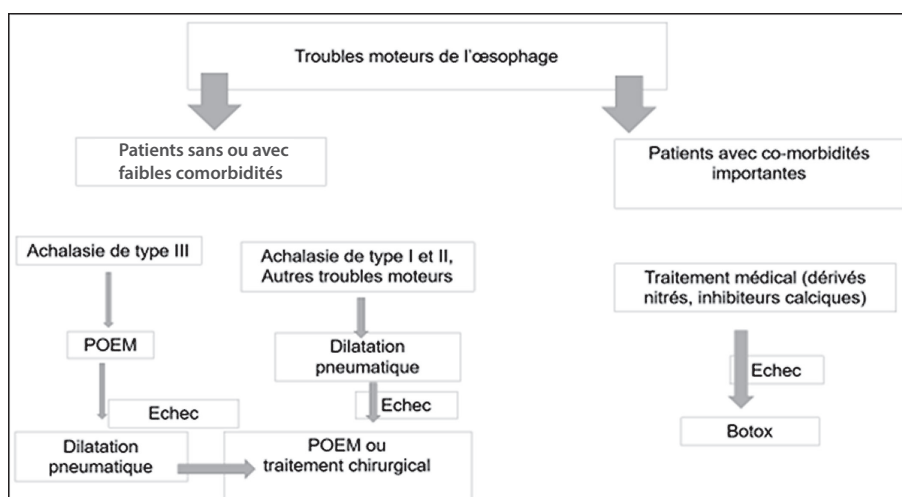 Troubles moteurs de l'œsophage
Patients sans ou avec
faibles comorbidités
Patients avec co-morbidités
importantes
Achalasie de type III
Achalasie de type I et II,
Autres troubles moteurs
Traitement médical (dérivés
nitrés, inhibiteurs calciques)
POEM
Dilatation
pneumatique
Echec
Echec
Echec
Dilatation
pneumatique
POEM ou
traitement chirurgical
Botox